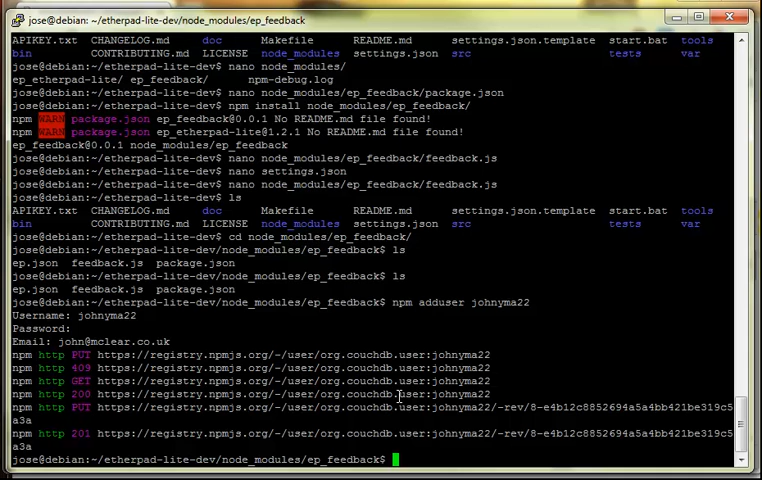 jose@debian: ~/etherpad-lite-dev/node_modules/ep_feedback
APIKEY.txt CHANGELOG.md doc Makefile README.md settings.json.template start.bat tools
bin CONTRIBUTING.md LICENSE node_modules settings.json src tests var
jose@debian:~/etherpad-lite-dev$ nano node_modules/
ep_etherpad-lite/ ep_feedback/ npm-debug.log
jose@debian:~/etherpad-lite-dev$ nano node_modules/ep_feedback/package.json
jose@debian:~/etherpad-lite-dev$ npm install node_modules/ep_feedback/
npm WARN package.json ep_feedback@0.0.1 No README.md file found!
npm WARN package.json ep_etherpad-lite@1.2.1 No README.md file found!
ep_feedback@0.0.1 node_modules/ep_feedback
jose@debian:~/etherpad-lite-dev$ nano node_modules/ep_feedback/feedback.js
jose@debian:~/etherpad-lite-dev$ nano settings.json
jose@debian:~/etherpad-lite-dev$ nano node_modules/ep_feedback/feedback.js
jose@debian:~/etherpad-lite-dev$ ls
APIKEY.txt CHANGELOG.md doc Makefile README.md settings.json.template start.bat tools
bin CONTRIBUTING.md LICENSE node_modules settings.json src tests var
jose@debian:~/etherpad-lite-dev$ cd node_modules/ep_feedback/
jose@debian:~/etherpad-lite-dev/node_modules/ep_feedback$ ls
ep.json feedback.js package.json
jose@debian:~/etherpad-lite-dev/node_modules/ep_feedback$ ls
ep.json feedback.js package.json
jose@debian:~/etherpad-lite-dev/node_modules/ep_feedback$ npm adduser johnyma22
Username: johnyma22
Password:
Email: john@mclear.co.uk
npm http PUT https://registry.npmjs.org/-/user/org.couchdb.user:johnyma22
npm http 409 https://registry.npmjs.org/-/user/org.couchdb.user:johnyma22
npm http GET https://registry.npmjs.org/-/user/org.couchdb.user:johnyma22
npm http 200 https://registry.npmjs.org/-/user/org.couchdb.user:johnyma22
npm http PUT https://registry.npmjs.org/-/user/org.couchdb.user:johnyma22/-rev/8-e4b12c8852694a5a4bb421be319c5
a3a
npm http 201 https://registry.npmjs.org/-/user/org.couchdb.user:johnyma22/-rev/8-e4b12c8852694a5a4bb421be319c5
a3a
jose@debian:~/etherpad-lite-dev/node_modules/ep_feedback$